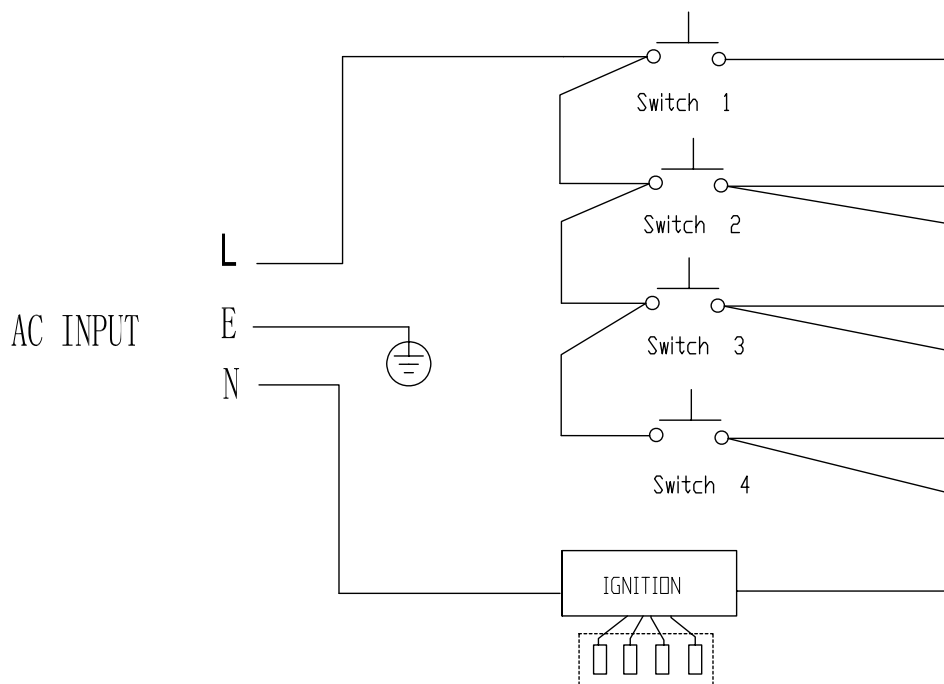 Switch 1
Switch 2
L
AC INPUT
E
Switch 3
N
Switch 4
IGNITION